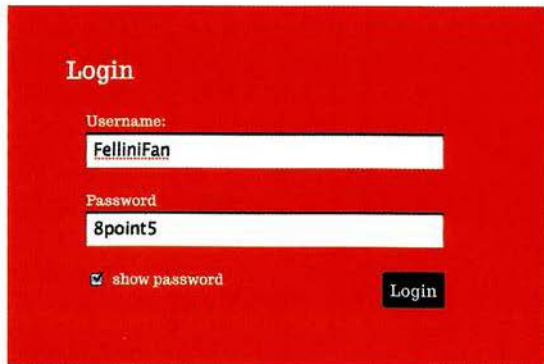 Login
Username:
FelliniFan
Password
8point5
show password
Login